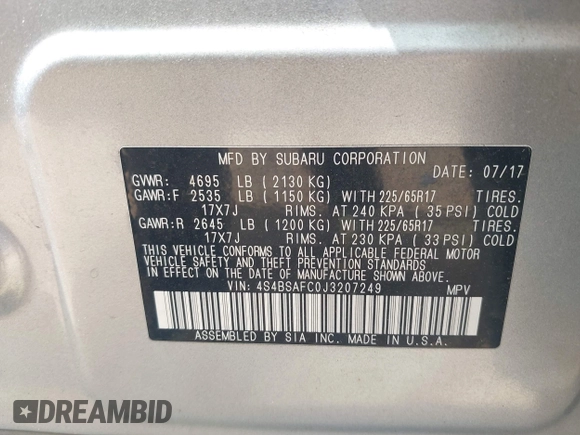 MFD BY SUBARU CORPORATION
DATE: 07/17
GVWR: 4695 LB ( 2130 KG)
GAWR:F 2535 LB ( 1150 KG) WITH 225/65R17 TIRES.
17X7J RIMS. AT 240 KPA ( 35 PSI) COLD
GAWR:R 2645 LB ( 1200 KG) WITH 225/65R17 TIRES.
17X7J RIMS. AT 230 KPA ( 33 PSI) COLD
THIS VEHICLE CONFORMS TO ALL APPLICABLE FEDERAL MOTOR
VEHICLE SAFETY AND THEFT PREVENTION STANDARDS
IN EFFECT ON THE DATE OF MANUFACTURE SHOWN ABOVE.
VIN: 4S4BSAFC0J3207249 MPV
ASSEMBLED BY SIA INC. MADE IN U.S.A.
DREAMBID